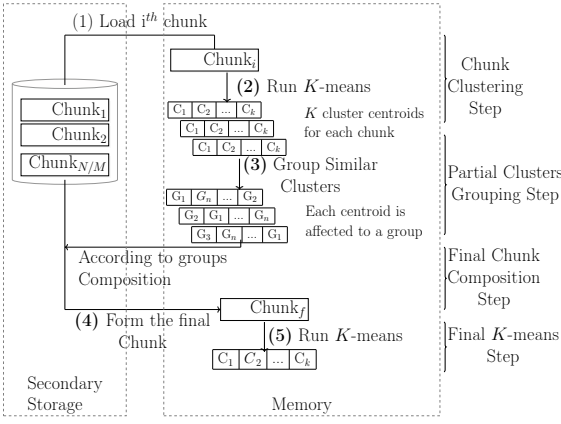 (1) Load i^th chunk
Chunk_i
(2) Run K-means
C_1 C_2 ... C_k
C_1 C_2 ... C_k
C_1 C_2 ... C_k
K cluster centroids
for each chunk
Chunk
Clustering
Step
Chunk_1
Chunk_2
Chunk_N/M
(3) Group Similar
Clusters
G_1 G_n ... G_2
G_2 G_1 ... G_n
G_3 G_n ... G_1
Each centroid is
affected to a group
Partial Clusters
Grouping Step
According to groups
Composition
Final Chunk
Composition
Step
Chunk_f
(4) Form the final
Chunk
(5) Run K-means
C_1 C_2 ... C_k
Final K-means
Step
Secondary
Storage
Memory